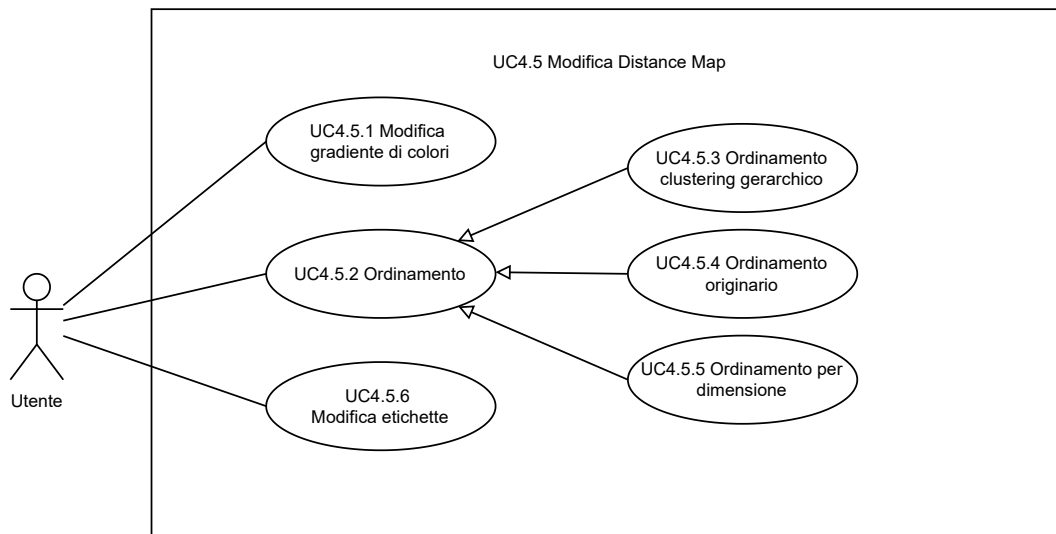 UC4.5 Modifica Distance Map
UC4.5.1 Modifica
gradiente di colori
UC4.5.3 Ordinamento
clustering gerarchico
UC4.5.2 Ordinamento
UC4.5.4 Ordinamento
originario
UC4.5.5 Ordinamento per
dimensione
UC4.5.6
Modifica etichette
Utente